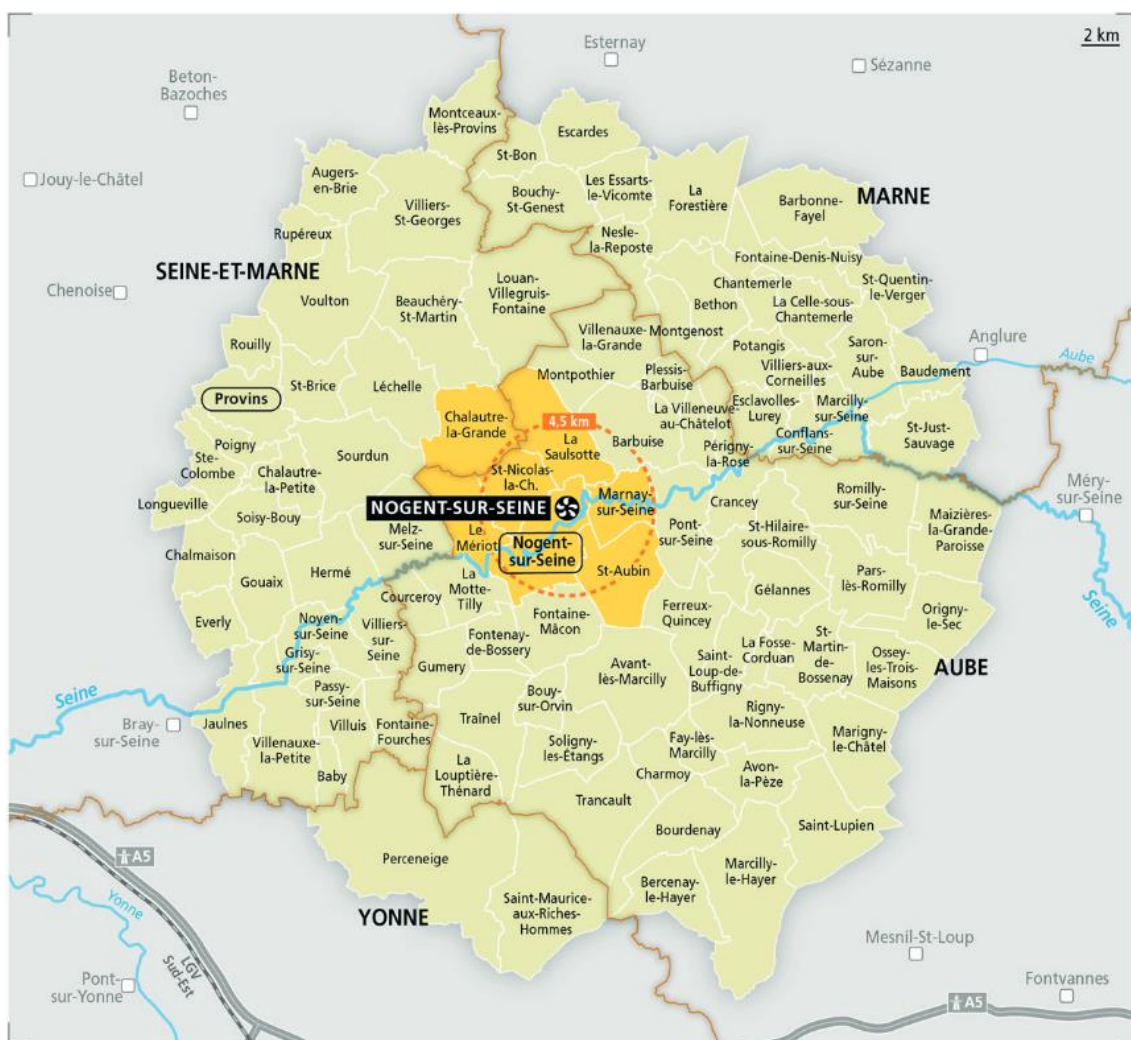 2 km
Esternay
Sézanne
Beton-
Bazoches
Montceaux-
lès-Provins
Escardes
St-Bon
Jouy-le-Châtel
Augers-
en-Brie
Villiers-
St-Georges
Bouchy-
St-Genest
Les Essarts-
le-Vicomte
La
Forestière
Barbonne-
Fayel
MARNE
Rupéreux
Nesle-
la-Reposte
SEINE-ET-MARNE
Fontaine-Denis-Nuisy
Chenoise
Voulton
Beauchéry-
St-Martin
Louan-
Villegruis-
Fontaine
Chantemerle
St-Quentin-
le-Verger
Bethon
La Celle-sous-
Chantemerle
Rouilly
Villenauxe-
la-Grande
Montgenost
Potangis
Saron-
sur-
Aube
Anglure
Aube
St-Brice
Léchelle
Montpothier
Plessis-
Barbuise
Villiers-aux-
Corneilles
Baudement
Provins
Chalautre-
la-Grande
4,5 km
La
Saulsotte
La Villeneuve-
au-Châtelot
Esclavolles-
Lurey
Marcilly-
sur-Seine
St-Just-
Sauvage
Poigny
Sourdun
Barbuise
Périgny-
la-Rose
Conflans-
sur-Seine
Ste-
Colombe
Chalautre-
la-Petite
St-Nicolas-
la-Ch.
Méry-
sur-Seine
Longueville
Soisy-Bouy
NOGENT-SUR-SEINE
Marnay-
sur-Seine
Crancey
Romilly-
sur-Seine
Maizières-
la-Grande-
Paroisse
Melz-
sur-Seine
Le
Mériot
Nogent-
sur-Seine
Pont-
sur-Seine
St-Hilaire-
sous-Romilly
Chalmaison
Gouaix
Hermé
La
Motte-
Tilly
St-Aubin
Gélannes
Pars-
lès-Romilly
Seine
Courceroy
Everly
Noyen-
sur-Seine
Villiers-
sur-
Seine
Fontaine-
Mâcon
Ferreux-
Quincey
Origny-
le-Sec
Grisy-
sur-Seine
Fontenay-
de-Bossery
Gumery
Avant-
lès-Marcilly
Saint-
Loup-de-
Buffigny
La Fosse-
Corduan
St-
Martin-
de-
Bossenay
Ossey-
les-Trois-
Maisons
AUBE
Seine
Passy-
sur-Seine
Bouy-
sur-Orvin
Rigny-
la-Nonneuse
Bray-
sur-Seine
Jaulnes
Villuis
Fontaine-
Fourches
Traînel
Marigny-
le-Châtel
Villenauxe-
la-Petite
Soligny-
les-Étangs
Fay-lès-
Marcilly
Baby
La
Louptière-
Thénard
Charmoy
Avon-
la-Pèze
Trancault
Saint-Lupien
Bourdenay
A5
Perceneige
Marcilly-
le-Hayer
Bercenay-
le-Hayer
Yonne
YONNE
Saint-Maurice-
aux-Riches-
Hommes
Mesnil-St-Loup
LGV
Sud-Est
Pont-
sur-Yonne
Fontvannes
A5